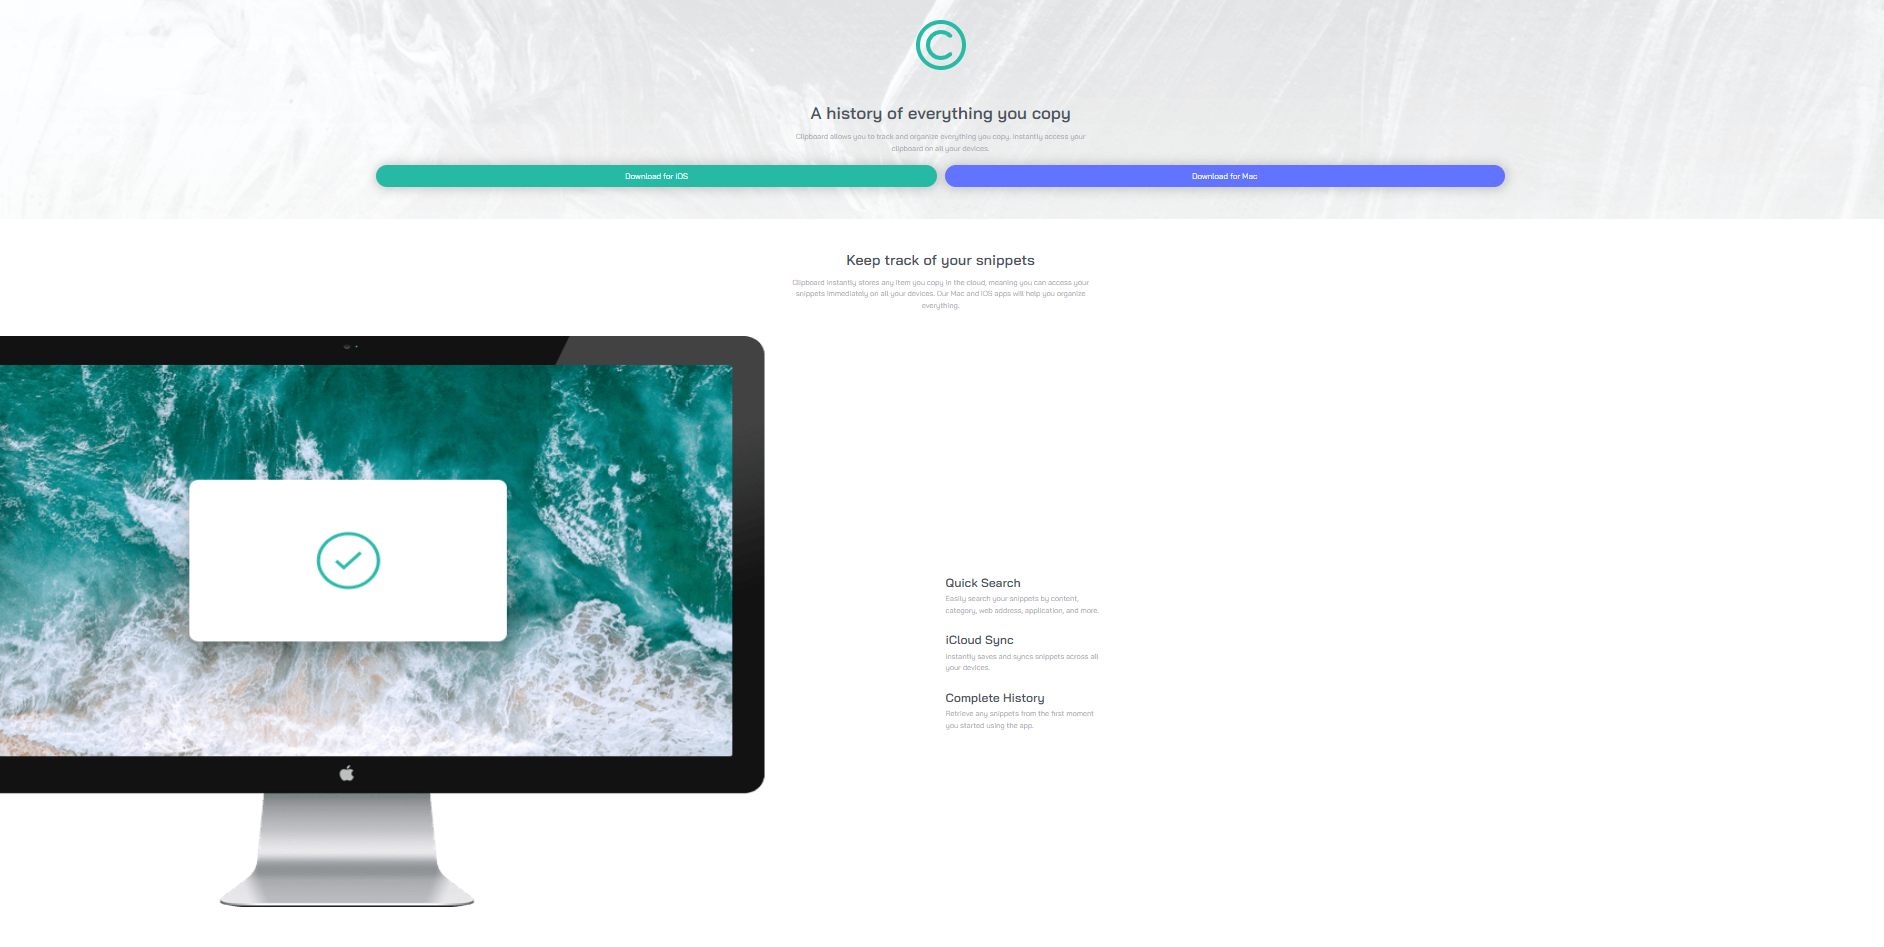 A history of everything you copy
Clipboard allows you to track and organize everything you copy. Instantly access your
clipboard on all your devices.
Download for iOS
Download for Mac
Keep track of your snippets
Clipboard instantly stores any item you copy in the cloud, meaning you can access your
snippets immediately on all your devices. Our Mac and iOS apps will help you organize
everything.
Quick Search
Easily search your snippets by content,
category, web address, application, and more.
iCloud Sync
Instantly saves and syncs snippets across all
your devices.
Complete History
Retrieve any snippets from the first moment
you started using the app.